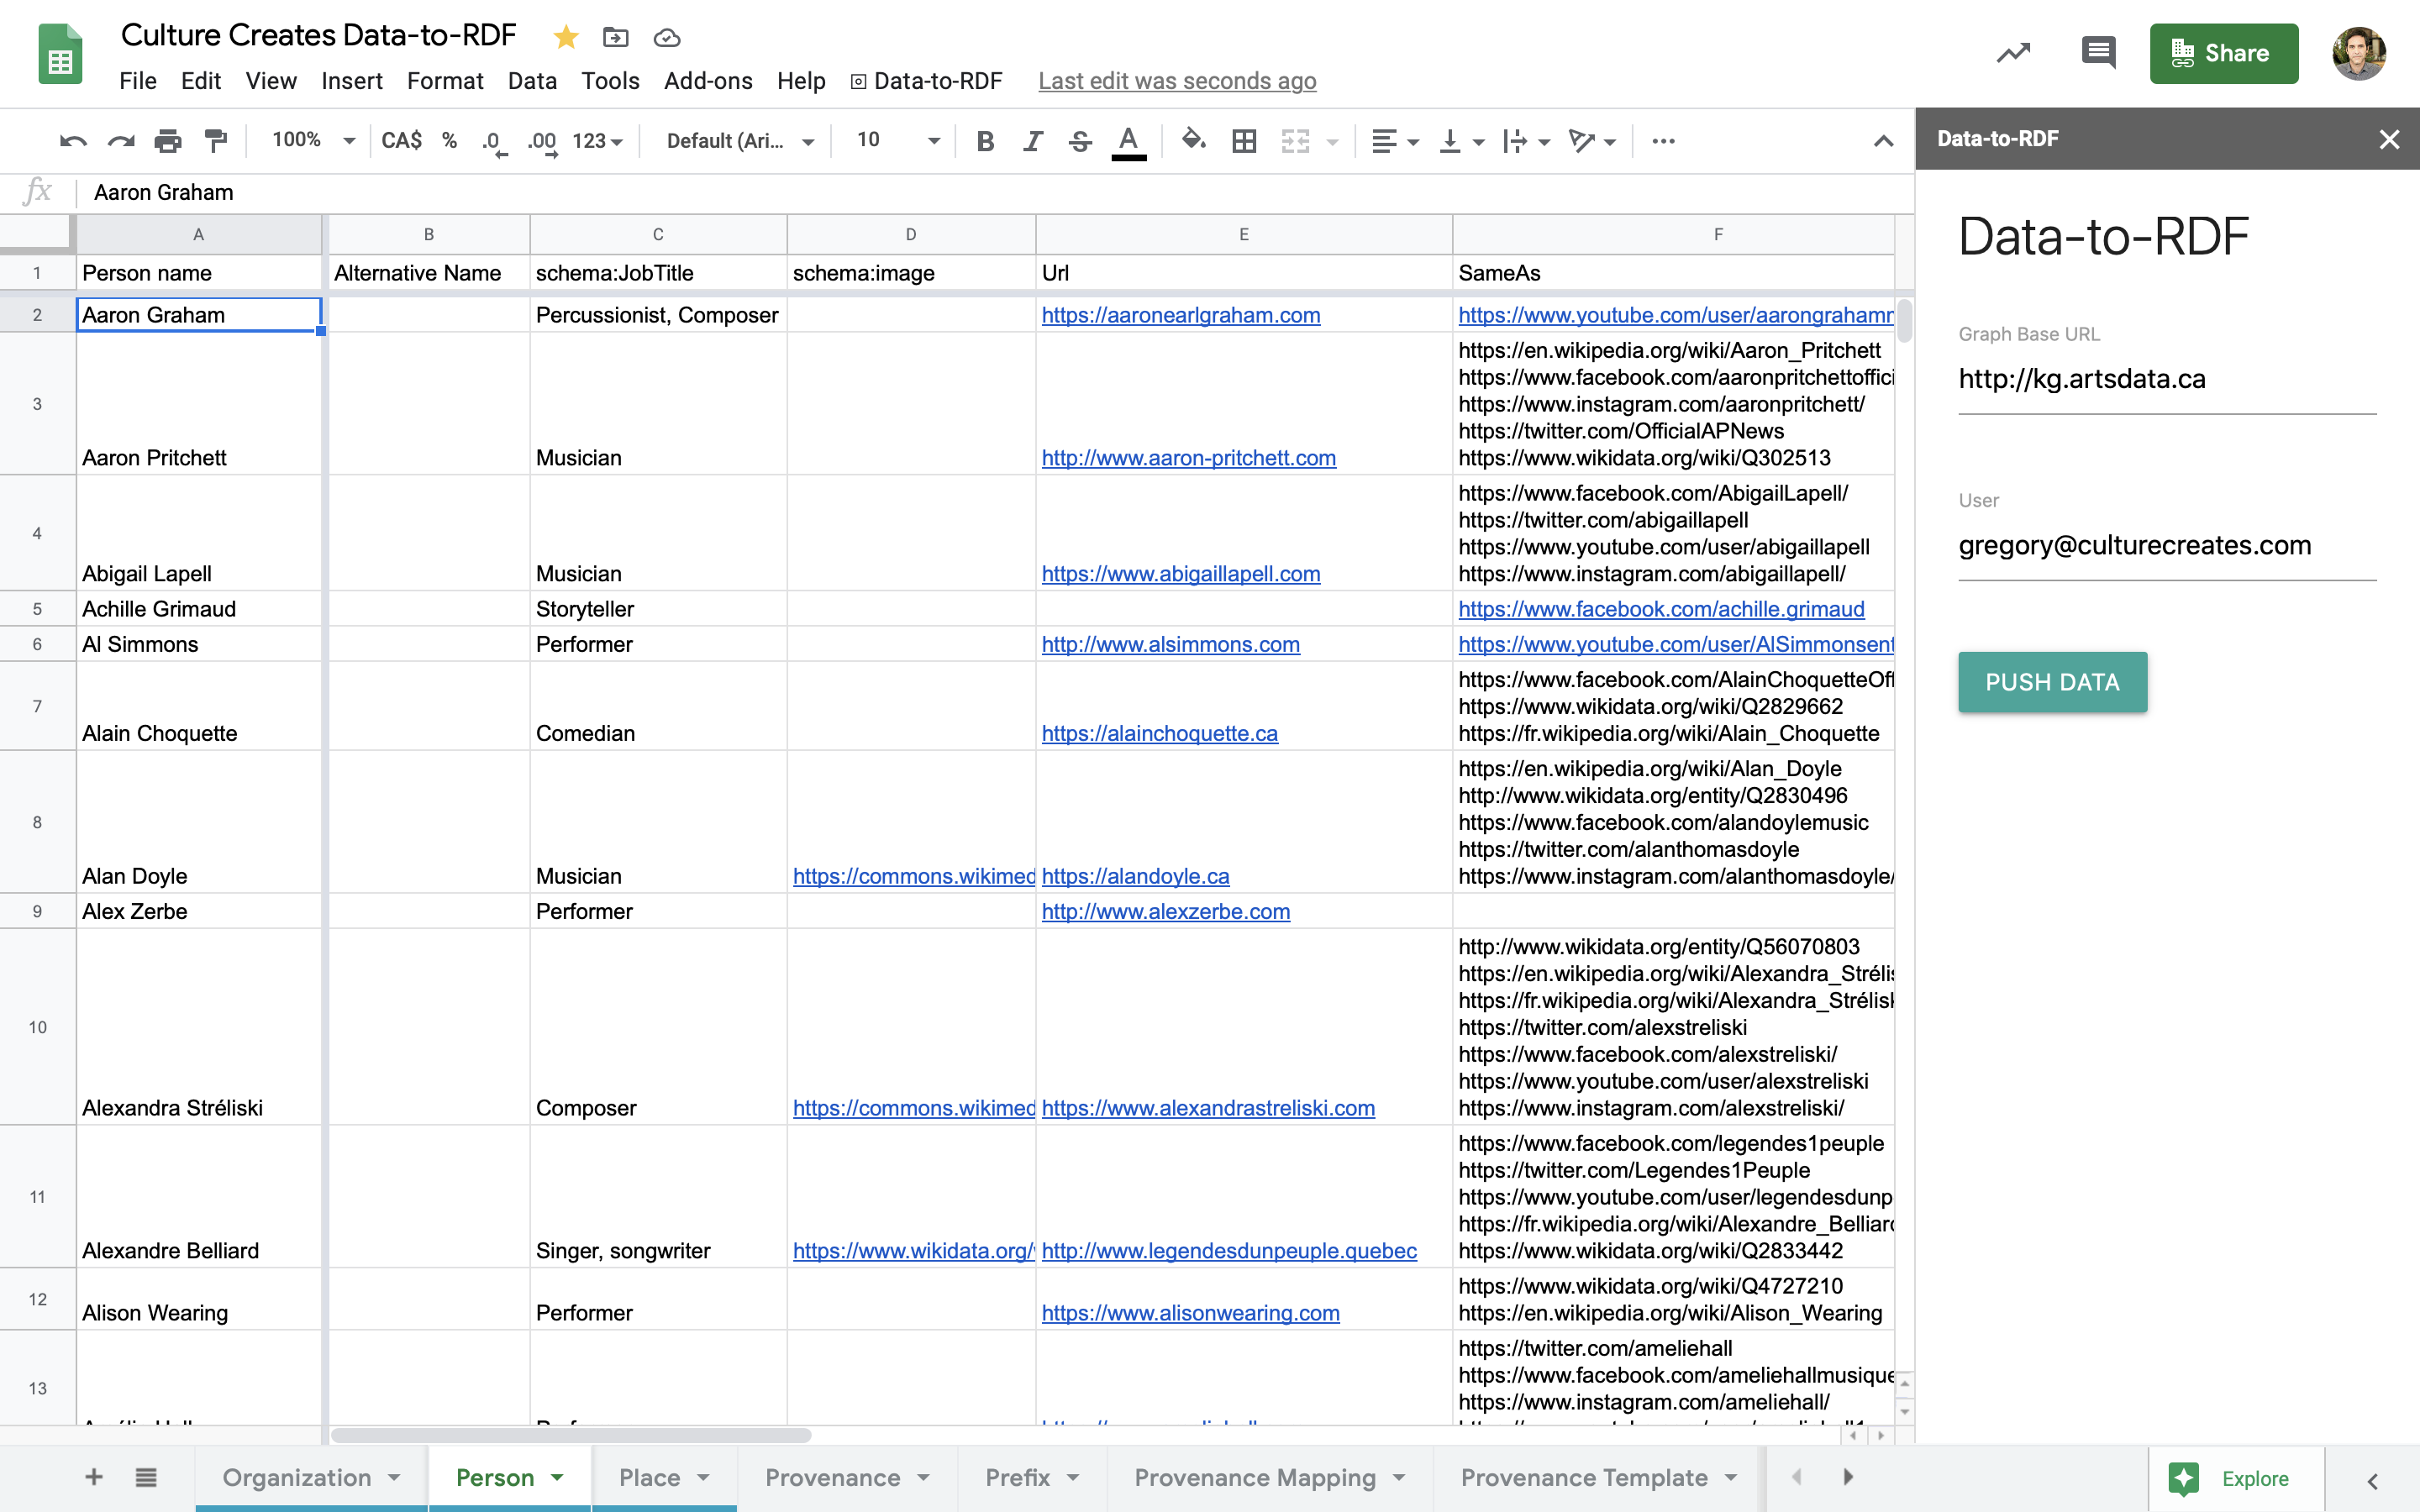 Culture Creates Data-to-RDF
File Edit View Insert Format Data Tools Add-ons Help Data-to-RDF Last edit was seconds ago
Share
100% CA$ % .0 .00 123 Default (Ari... 10 B I S A
Data-to-RDF
fx Aaron Graham
A B C D E F
1 Person name Alternative Name schema:JobTitle schema:image Url SameAs
2 Aaron Graham Percussionist, Composer https://aaronearlgraham.com https://www.youtube.com/user/aarongraham
https://en.wikipedia.org/wiki/Aaron_Pritchett
https://www.facebook.com/aaronpritchettoffici
3 https://www.instagram.com/aaronpritchett/
https://twitter.com/OfficialAPNews
Aaron Pritchett Musician http://www.aaron-pritchett.com https://www.wikidata.org/wiki/Q302513
https://www.facebook.com/AbigailLapell/
4 https://twitter.com/abigaillapell
https://www.youtube.com/user/abigaillapell
Abigail Lapell Musician https://www.abigaillapell.com https://www.instagram.com/abigaillapell/
5 Achille Grimaud Storyteller https://www.facebook.com/achille.grimaud
6 Al Simmons Performer http://www.alsimmons.com https://www.youtube.com/user/AlSimmonsent
https://www.facebook.com/AlainChoquetteOf
7 https://www.wikidata.org/wiki/Q2829662
Alain Choquette Comedian https://alainchoquette.ca https://fr.wikipedia.org/wiki/Alain_Choquette
https://en.wikipedia.org/wiki/Alan_Doyle
http://www.wikidata.org/entity/Q2830496
8 https://www.facebook.com/alandoylemusic
https://twitter.com/alanthomasdoyle
Alan Doyle Musician https://commons.wikimed https://alandoyle.ca https://www.instagram.com/alanthomasdoyle/
9 Alex Zerbe Performer http://www.alexzerbe.com
http://www.wikidata.org/entity/Q56070803
https://en.wikipedia.org/wiki/Alexandra_Strélis
https://fr.wikipedia.org/wiki/Alexandra_Strélisk
10 https://twitter.com/alexstreliski
https://www.facebook.com/alexstreliski/
https://www.youtube.com/user/alexstreliski
Alexandra Stréliski Composer https://commons.wikimed https://www.alexandrastreliski.com https://www.instagram.com/alexstreliski/
https://www.facebook.com/legendes1peuple
https://twitter.com/Legendes1Peuple
11 https://www.youtube.com/user/legendesdunp
https://fr.wikipedia.org/wiki/Alexandre_Belliard
Alexandre Belliard Singer, songwriter https://www.wikidata.org/ http://www.legendesdunpeuple.quebec https://www.wikidata.org/wiki/Q2833442
https://www.wikidata.org/wiki/Q4727210
12 Alison Wearing Performer https://www.alisonwearing.com https://en.wikipedia.org/wiki/Alison_Wearing
https://twitter.com/ameliehall
https://www.facebook.com/ameliehallmusique
13 https://www.instagram.com/ameliehall/
Data-to-RDF
Graph Base URL
http://kg.artsdata.ca
User
gregory@culturecreates.com
PUSH DATA
Organization Person Place Provenance Prefix Provenance Mapping Provenance Template Explore